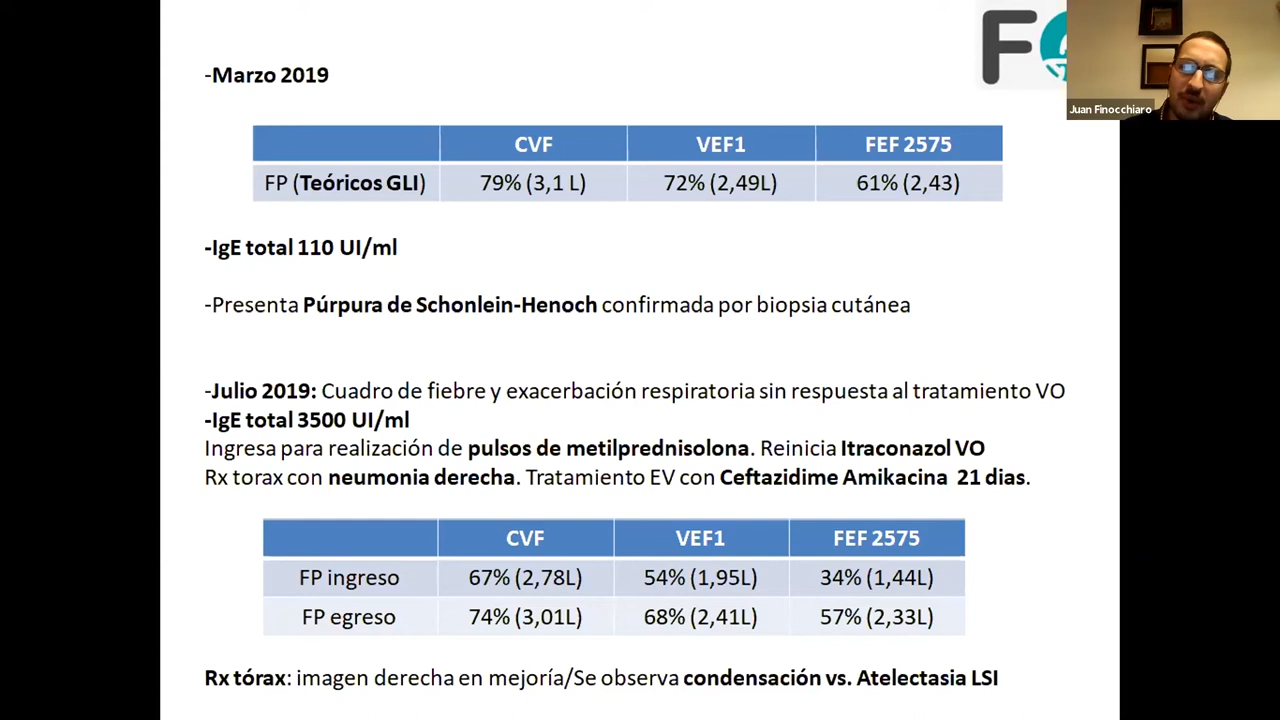 -Marzo 2019
F
Juan Finocchiaro
CVF VEF1 FEF 2575
FP (Teóricos GLI) 79% (3,1 L) 72% (2,49L) 61% (2,43)
-IgE total 110 UI/ml
-Presenta Púrpura de Schonlein-Henoch confirmada por biopsia cutánea
-Julio 2019: Cuadro de fiebre y exacerbación respiratoria sin respuesta al tratamiento VO
-IgE total 3500 UI/ml
Ingresa para realización de pulsos de metilprednisolona. Reinicia Itraconazol VO
Rx torax con neumonia derecha. Tratamiento EV con Ceftazidime Amikacina 21 dias.
CVF VEF1 FEF 2575
FP ingreso 67% (2,78L) 54% (1,95L) 34% (1,44L)
FP egreso 74% (3,01L) 68% (2,41L) 57% (2,33L)
Rx tórax: imagen derecha en mejoría/Se observa condensación vs. Atelectasia LSI